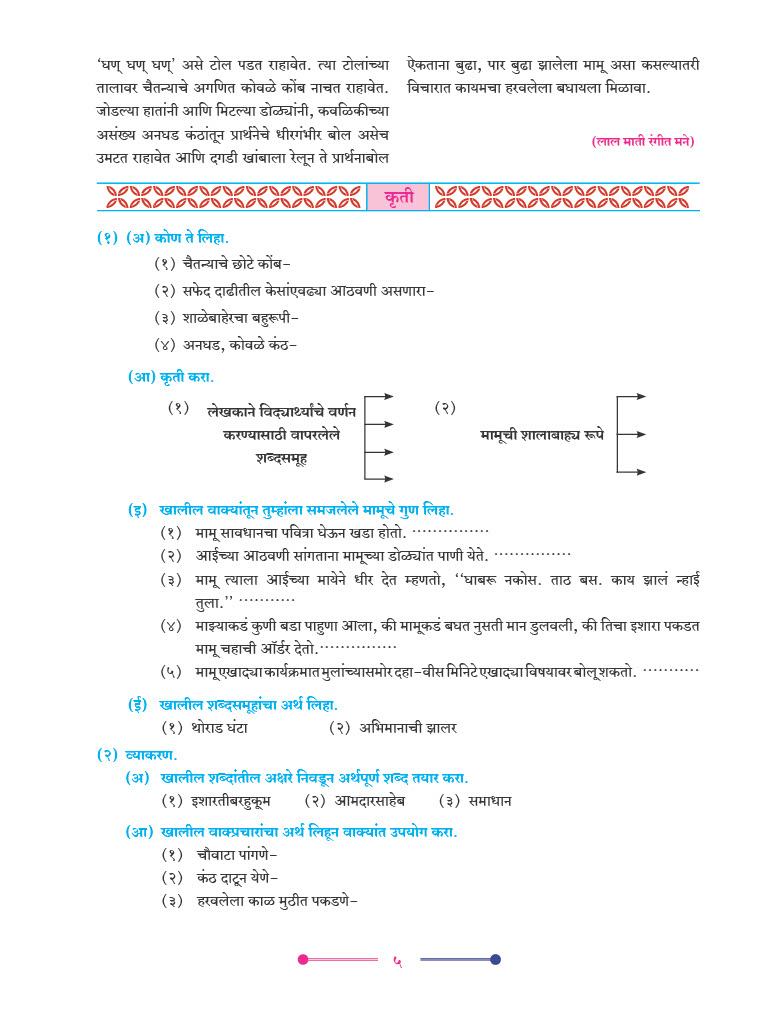 ‘घण् घण् घण्’ असे टोल पडत राहावेत. त्या टोलांच्या
तालावर चैतन्याचे अगणित कोवळे कोंब नाचत राहावेत.
जोडल्या हातांनी आणि मिटल्या डोळ्यांनी, कवळिकीच्या
असंख्य अनघड कंठांतून प्रार्थनेचे धीरगंभीर बोल असेच
उमटत राहावेत आणि दगडी खांबाला रेलून ते प्रार्थनाबोल
ऐकताना बुढा, पार बुढा झालेला मामू असा कसल्यातरी
विचारात कायमचा हरवलेला बघायला मिळावा.
(लाल माती रंगीत मने)
कृती
(१) (अ) कोण ते लिहा.
(१) चैतन्याचे छोटे कोंब-
(२) सफेद दाढीतील केसांएवढ्या आठवणी असणारा-
(३) शाळेबाहेरचा बहुरूपी-
(४) अनघड, कोवळे कंठ-
(आ) कृती करा.
(१) लेखकाने विद्यार्थ्यांचे वर्णन
करण्यासाठी वापरलेले
शब्दसमूह
(२)
मामूची शालाबाह्य रूपे
(इ) खालील वाक्यांतून तुम्हांला समजलेले मामूचे गुण लिहा.
(१) मामू सावधानचा पवित्रा घेऊन खडा होतो. ...............
(२) आईच्या आठवणी सांगताना मामूच्या डोळ्यांत पाणी येते. ...............
(३) मामू त्याला आईच्या मायेने धीर देत म्हणतो, ‘‘घाबरू नकोस. ताठ बस. काय झालं न्हाई
तुला.’’ ...........
(४) माझ्याकडं कुणी बडा पाहुणा आला, की मामूकडं बघत नुसती मान डुलवली, की तिचा इशारा पकडत
मामू चहाची ऑर्डर देतो...............
(५) मामू एखाद्या कार्यक्रमात मुलांच्यासमोर दहा-वीस मिनिटे एखाद्या विषयावर बोलू शकतो. ...........
(ई) खालील शब्दसमूहांचा अर्थ लिहा.
(१) थोराड घंटा (२) अभिमानाची झालर
(२) व्याकरण.
(अ) खालील शब्दांतील अक्षरे निवडून अर्थपूर्ण शब्द तयार करा.
(१) इशारतीबरहुकूम (२) आमदारसाहेब (३) समाधान
(आ) खालील वाक्प्रचारांचा अर्थ लिहून वाक्यांत उपयोग करा.
(१) चौवाटा पांगणे-
(२) कंठ दाटून येणे-
(३) हरवलेला काळ मुठीत पकडणे-
५